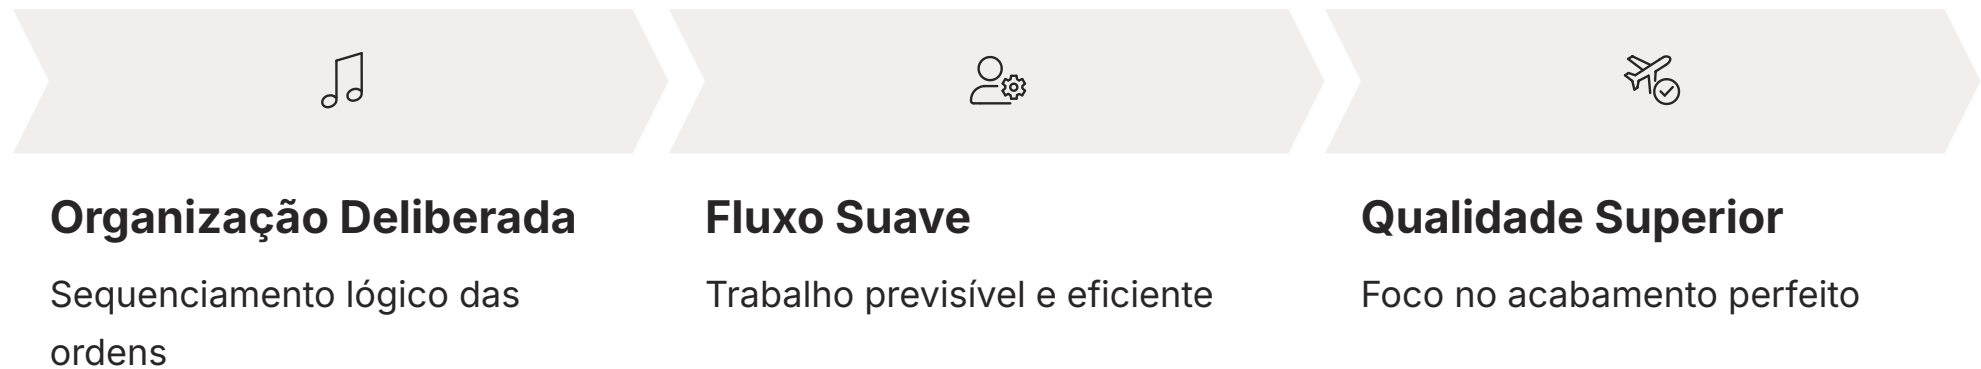 Organização Deliberada
Sequenciamento lógico das
ordens
Fluxo Suave
Trabalho previsível e eficiente
Qualidade Superior
Foco no acabamento perfeito